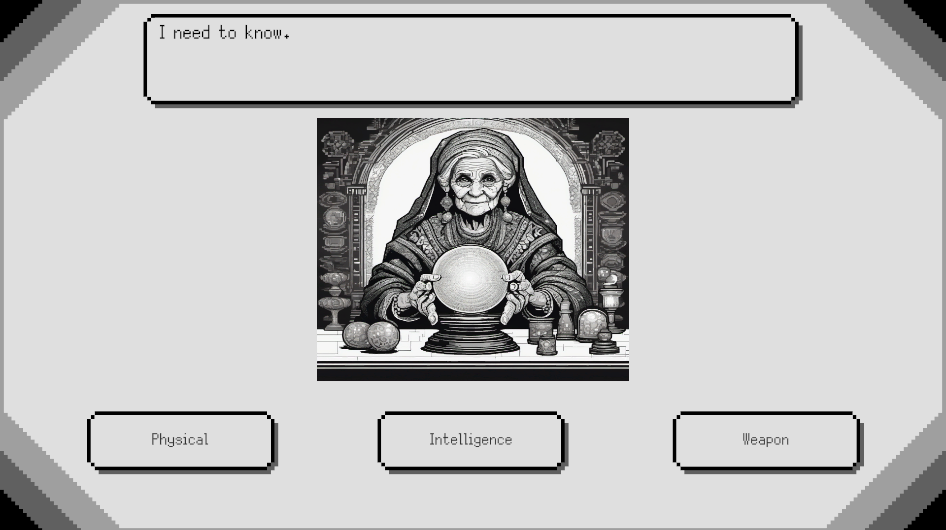 I need to know.
Physical
Intelligence
Weapon